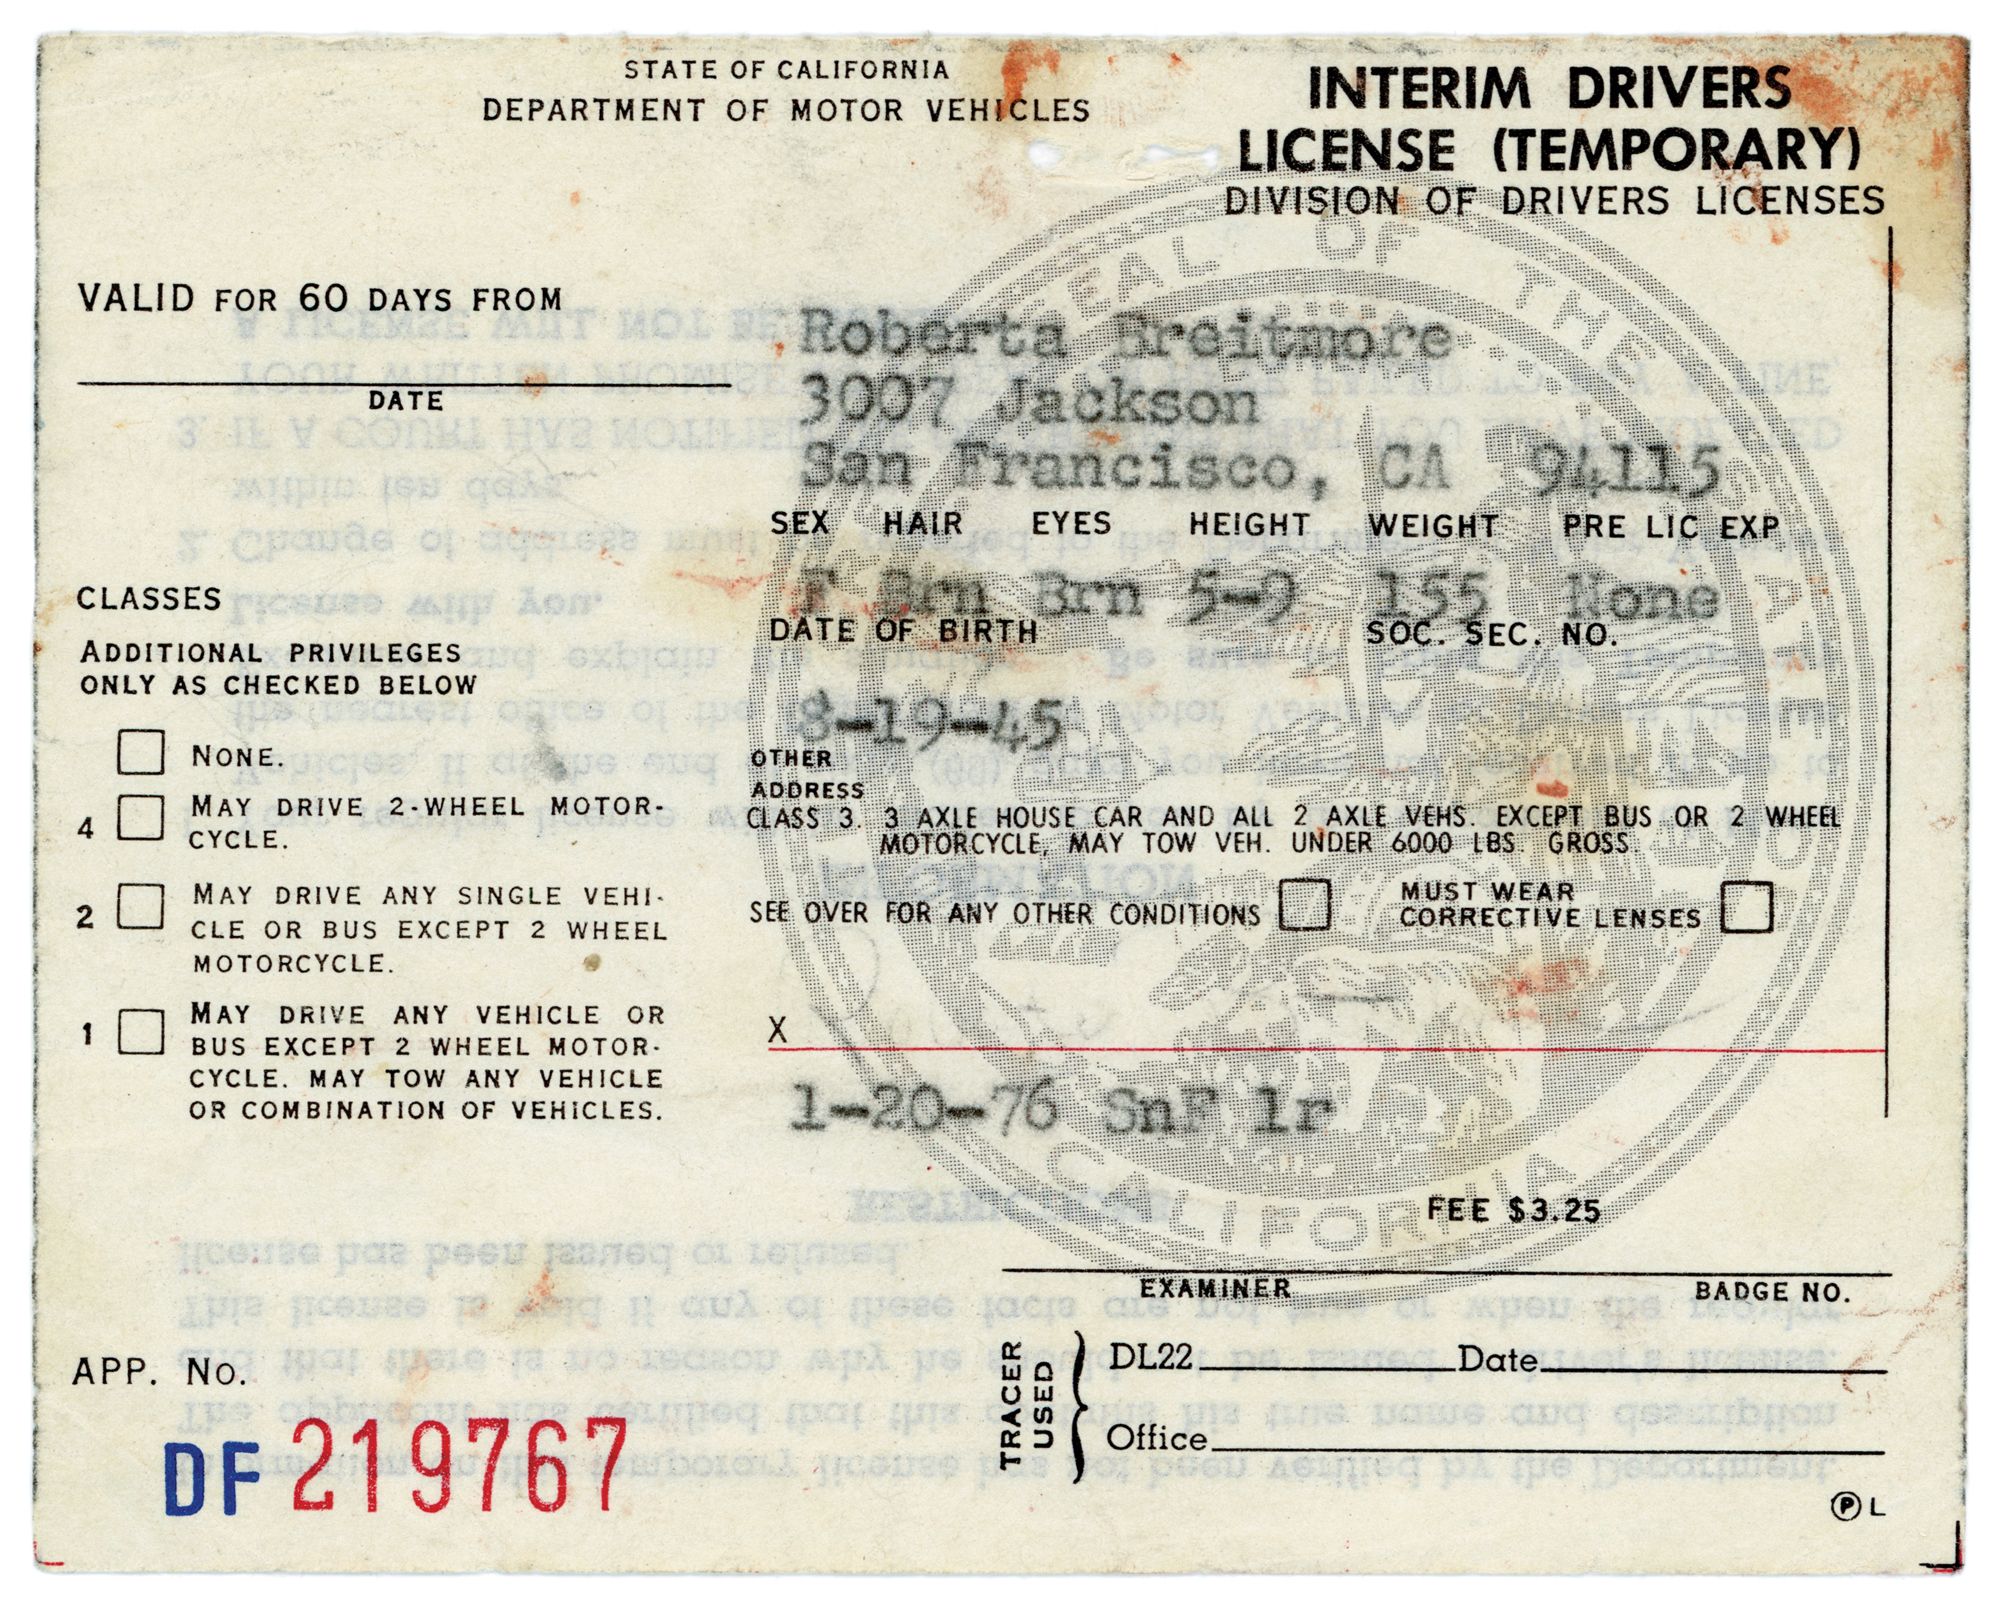 STATE OF CALIFORNIA
DEPARTMENT OF MOTOR VEHICLES
INTERIM DRIVERS
LICENSE (TEMPORARY)
DIVISION OF DRIVERS LICENSES
SEAL OF THE STATE OF CALIFORNIA
VALID FOR 60 DAYS FROM
DATE
Roberta Breitmore
3007 Jackson
San Francisco, CA 94115
SEX HAIR EYES HEIGHT WEIGHT PRE LIC EXP
F Brn Brn 5-9 155 None
DATE OF BIRTH SOC. SEC. NO.
8-19-45
OTHER
ADDRESS
CLASS 3. 3 AXLE HOUSE CAR AND ALL 2 AXLE VEHS. EXCEPT BUS OR 2 WHEEL
MOTORCYCLE, MAY TOW VEH. UNDER 6000 LBS. GROSS
SEE OVER FOR ANY OTHER CONDITIONS
MUST WEAR
CORRECTIVE LENSES
X
1-20-76 SnF lr
FEE $3.25
EXAMINER BADGE NO.
CLASSES
ADDITIONAL PRIVILEGES
ONLY AS CHECKED BELOW
NONE.
4 MAY DRIVE 2-WHEEL MOTOR-
CYCLE.
2 MAY DRIVE ANY SINGLE VEHI-
CLE OR BUS EXCEPT 2 WHEEL
MOTORCYCLE.
1 MAY DRIVE ANY VEHICLE OR
BUS EXCEPT 2 WHEEL MOTOR-
CYCLE. MAY TOW ANY VEHICLE
OR COMBINATION OF VEHICLES.
APP. No.
DF 219767
TRACER
USED
DL22 Date
Office
Ⓟ L